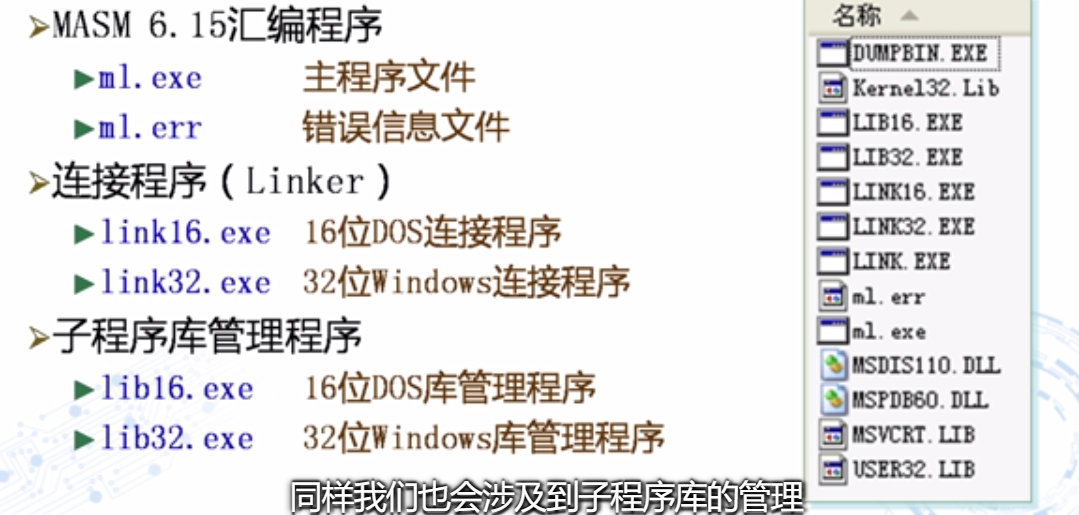 MASM 6.15汇编程序
ml.exe 主程序文件
ml.err 错误信息文件
连接程序(Linker)
link16.exe 16位DOS连接程序
link32.exe 32位Windows连接程序
子程序库管理程序
lib16.exe 16位DOS库管理程序
lib32.exe 32位Windows库管理程序
名称
DUMPBIN.EXE
Kernel32.Lib
LIB16.EXE
LIB32.EXE
LINK16.EXE
LINK32.EXE
LINK.EXE
ml.err
ml.exe
MSDIS110.DLL
MSPDB60.DLL
MSVCRT.LIB
USER32.LIB
同样我们也会涉及到子程序库的管理